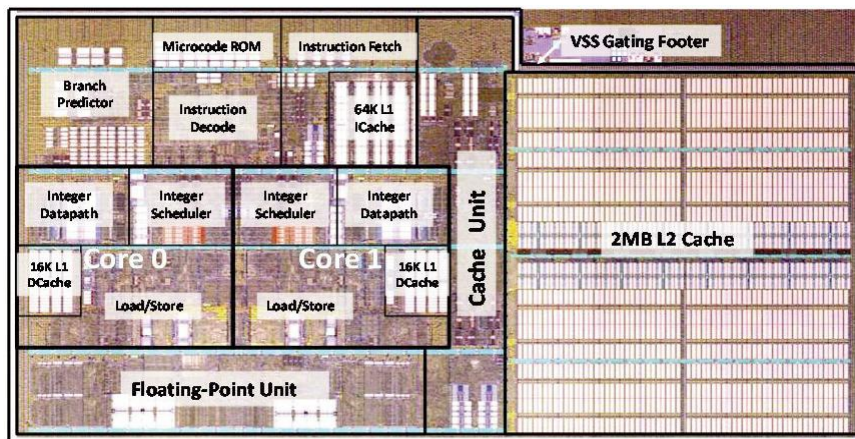 Microcode ROM
Instruction Fetch
VSS Gating Footer
Branch
Predictor
Instruction
Decode
64K L1
ICache
Integer
Datapath
Integer
Scheduler
Integer
Scheduler
Integer
Datapath
Cache Unit
2MB L2 Cache
16K L1
DCache
Core 0
Core 1
16K L1
DCache
Load/Store
Load/Store
Floating-Point Unit